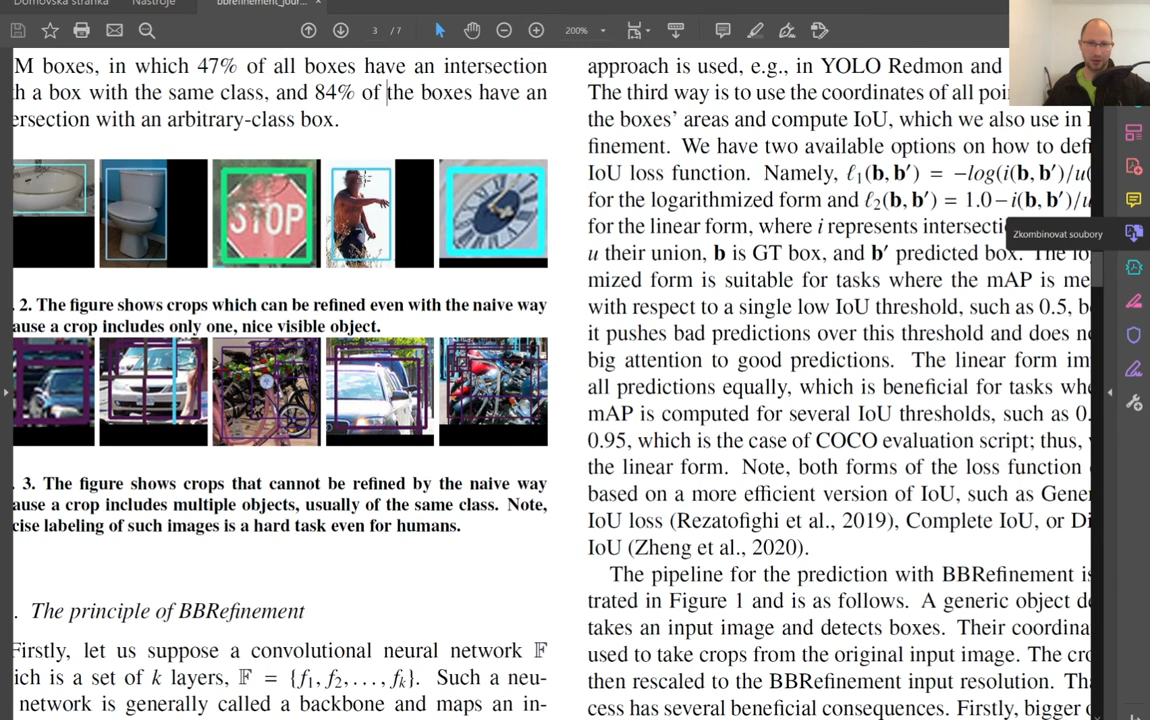 Domovská stránka
Nástroje
bbrefinement_jour...
3 / 7
200%
M boxes, in which 47% of all boxes have an intersection
h a box with the same class, and 84% of the boxes have an
ersection with an arbitrary-class box.
STOP
2. The figure shows crops which can be refined even with the naive way
ause a crop includes only one, nice visible object.
3. The figure shows crops that cannot be refined by the naive way
ause a crop includes multiple objects, usually of the same class. Note,
cise labeling of such images is a hard task even for humans.
. The principle of BBRefinement
Firstly, let us suppose a convolutional neural network 𝔽
ich is a set of k layers, 𝔽 = {f1, f2, . . . , fk}. Such a neu-
network is generally called a backbone and maps an in-
approach is used, e.g., in YOLO Redmon and
The third way is to use the coordinates of all poi
the boxes' areas and compute IoU, which we also use in
finement. We have two available options on how to defi
IoU loss function. Namely, ℓ1(b, b′) = −log(i(b, b′)/u(
for the logarithmized form and ℓ2(b, b′) = 1.0−i(b, b′)/u
for the linear form, where i represents intersecti
Zkombinovat soubory
u their union, b is GT box, and b′ predicted box. The lo
mized form is suitable for tasks where the mAP is me
with respect to a single low IoU threshold, such as 0.5, b
it pushes bad predictions over this threshold and does n
big attention to good predictions. The linear form im
all predictions equally, which is beneficial for tasks whe
mAP is computed for several IoU thresholds, such as 0.
0.95, which is the case of COCO evaluation script; thus,
the linear form. Note, both forms of the loss function
based on a more efficient version of IoU, such as Gene
IoU loss (Rezatofighi et al., 2019), Complete IoU, or Di
IoU (Zheng et al., 2020).
The pipeline for the prediction with BBRefinement is
trated in Figure 1 and is as follows. A generic object de
takes an input image and detects boxes. Their coordina
used to take crops from the original input image. The cro
then rescaled to the BBRefinement input resolution. Th
cess has several beneficial consequences. Firstly, bigger